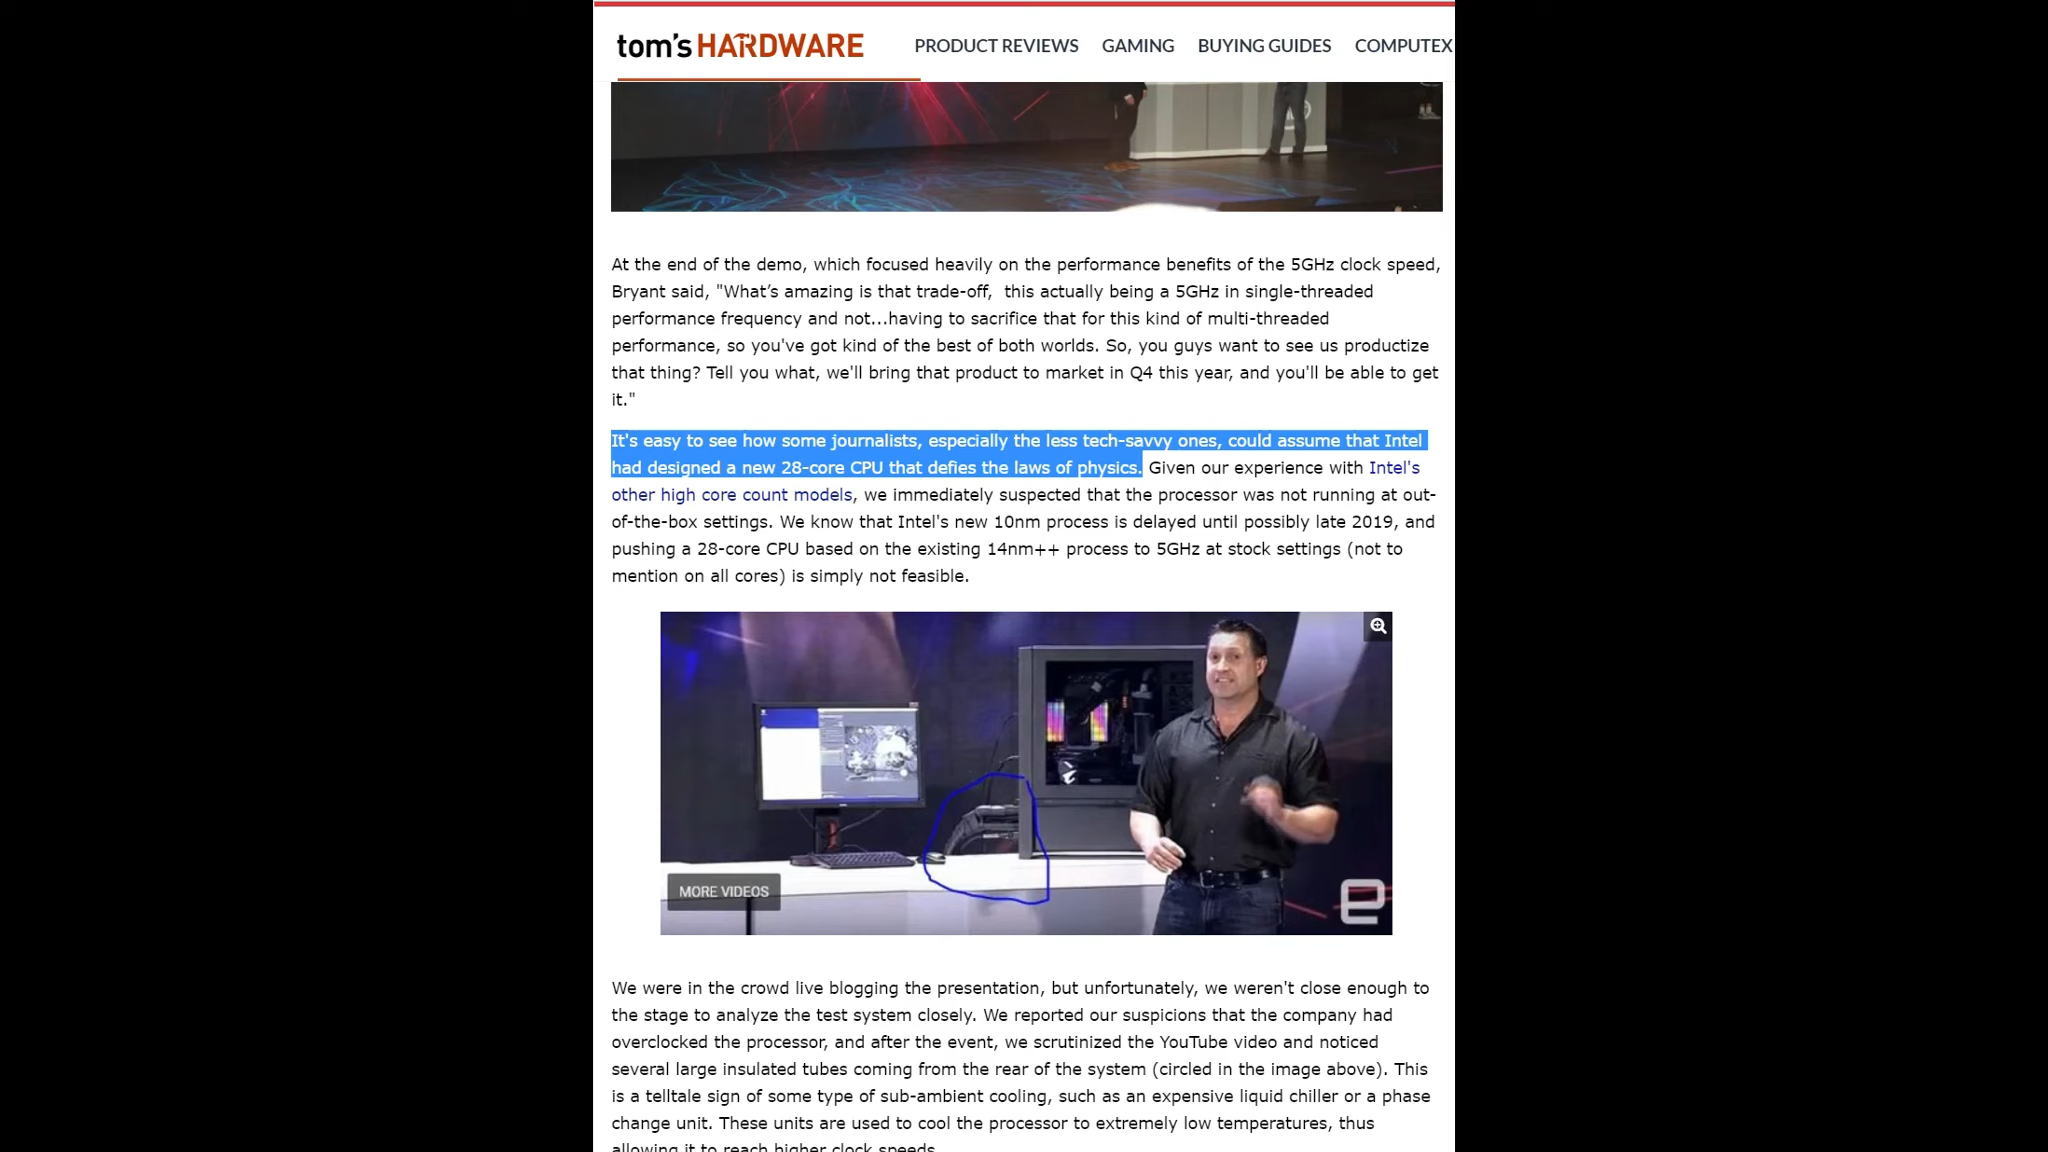 tom's HARDWARE
PRODUCT REVIEWS GAMING BUYING GUIDES COMPUTEX
At the end of the demo, which focused heavily on the performance benefits of the 5GHz clock speed,
Bryant said, "What’s amazing is that trade-off,  this actually being a 5GHz in single-threaded
performance frequency and not...having to sacrifice that for this kind of multi-threaded
performance, so you've got kind of the best of both worlds. So, you guys want to see us productize
that thing? Tell you what, we'll bring that product to market in Q4 this year, and you'll be able to get
it."
It's easy to see how some journalists, especially the less tech-savvy ones, could assume that Intel
had designed a new 28-core CPU that defies the laws of physics. Given our experience with Intel's
other high core count models, we immediately suspected that the processor was not running at out-
of-the-box settings. We know that Intel's new 10nm process is delayed until possibly late 2019, and
pushing a 28-core CPU based on the existing 14nm++ process to 5GHz at stock settings (not to
mention on all cores) is simply not feasible.
MORE VIDEOS
e
We were in the crowd live blogging the presentation, but unfortunately, we weren't close enough to
the stage to analyze the test system closely. We reported our suspicions that the company had
overclocked the processor, and after the event, we scrutinized the YouTube video and noticed
several large insulated tubes coming from the rear of the system (circled in the image above). This
is a telltale sign of some type of sub-ambient cooling, such as an expensive liquid chiller or a phase
change unit. These units are used to cool the processor to extremely low temperatures, thus
allowing it to reach higher clock speeds.